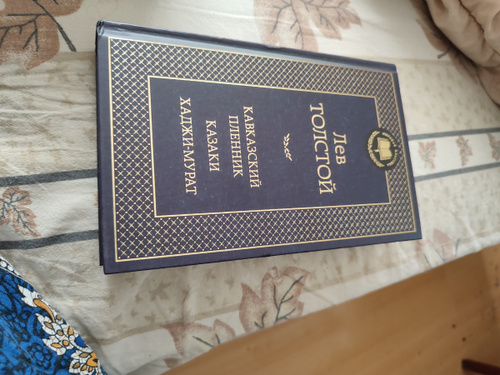 Лев
ТОЛСТОЙ
КАВКАЗСКИЙ
ПЛЕННИК
КАЗАКИ
ХАДЖИ-МУРАТ